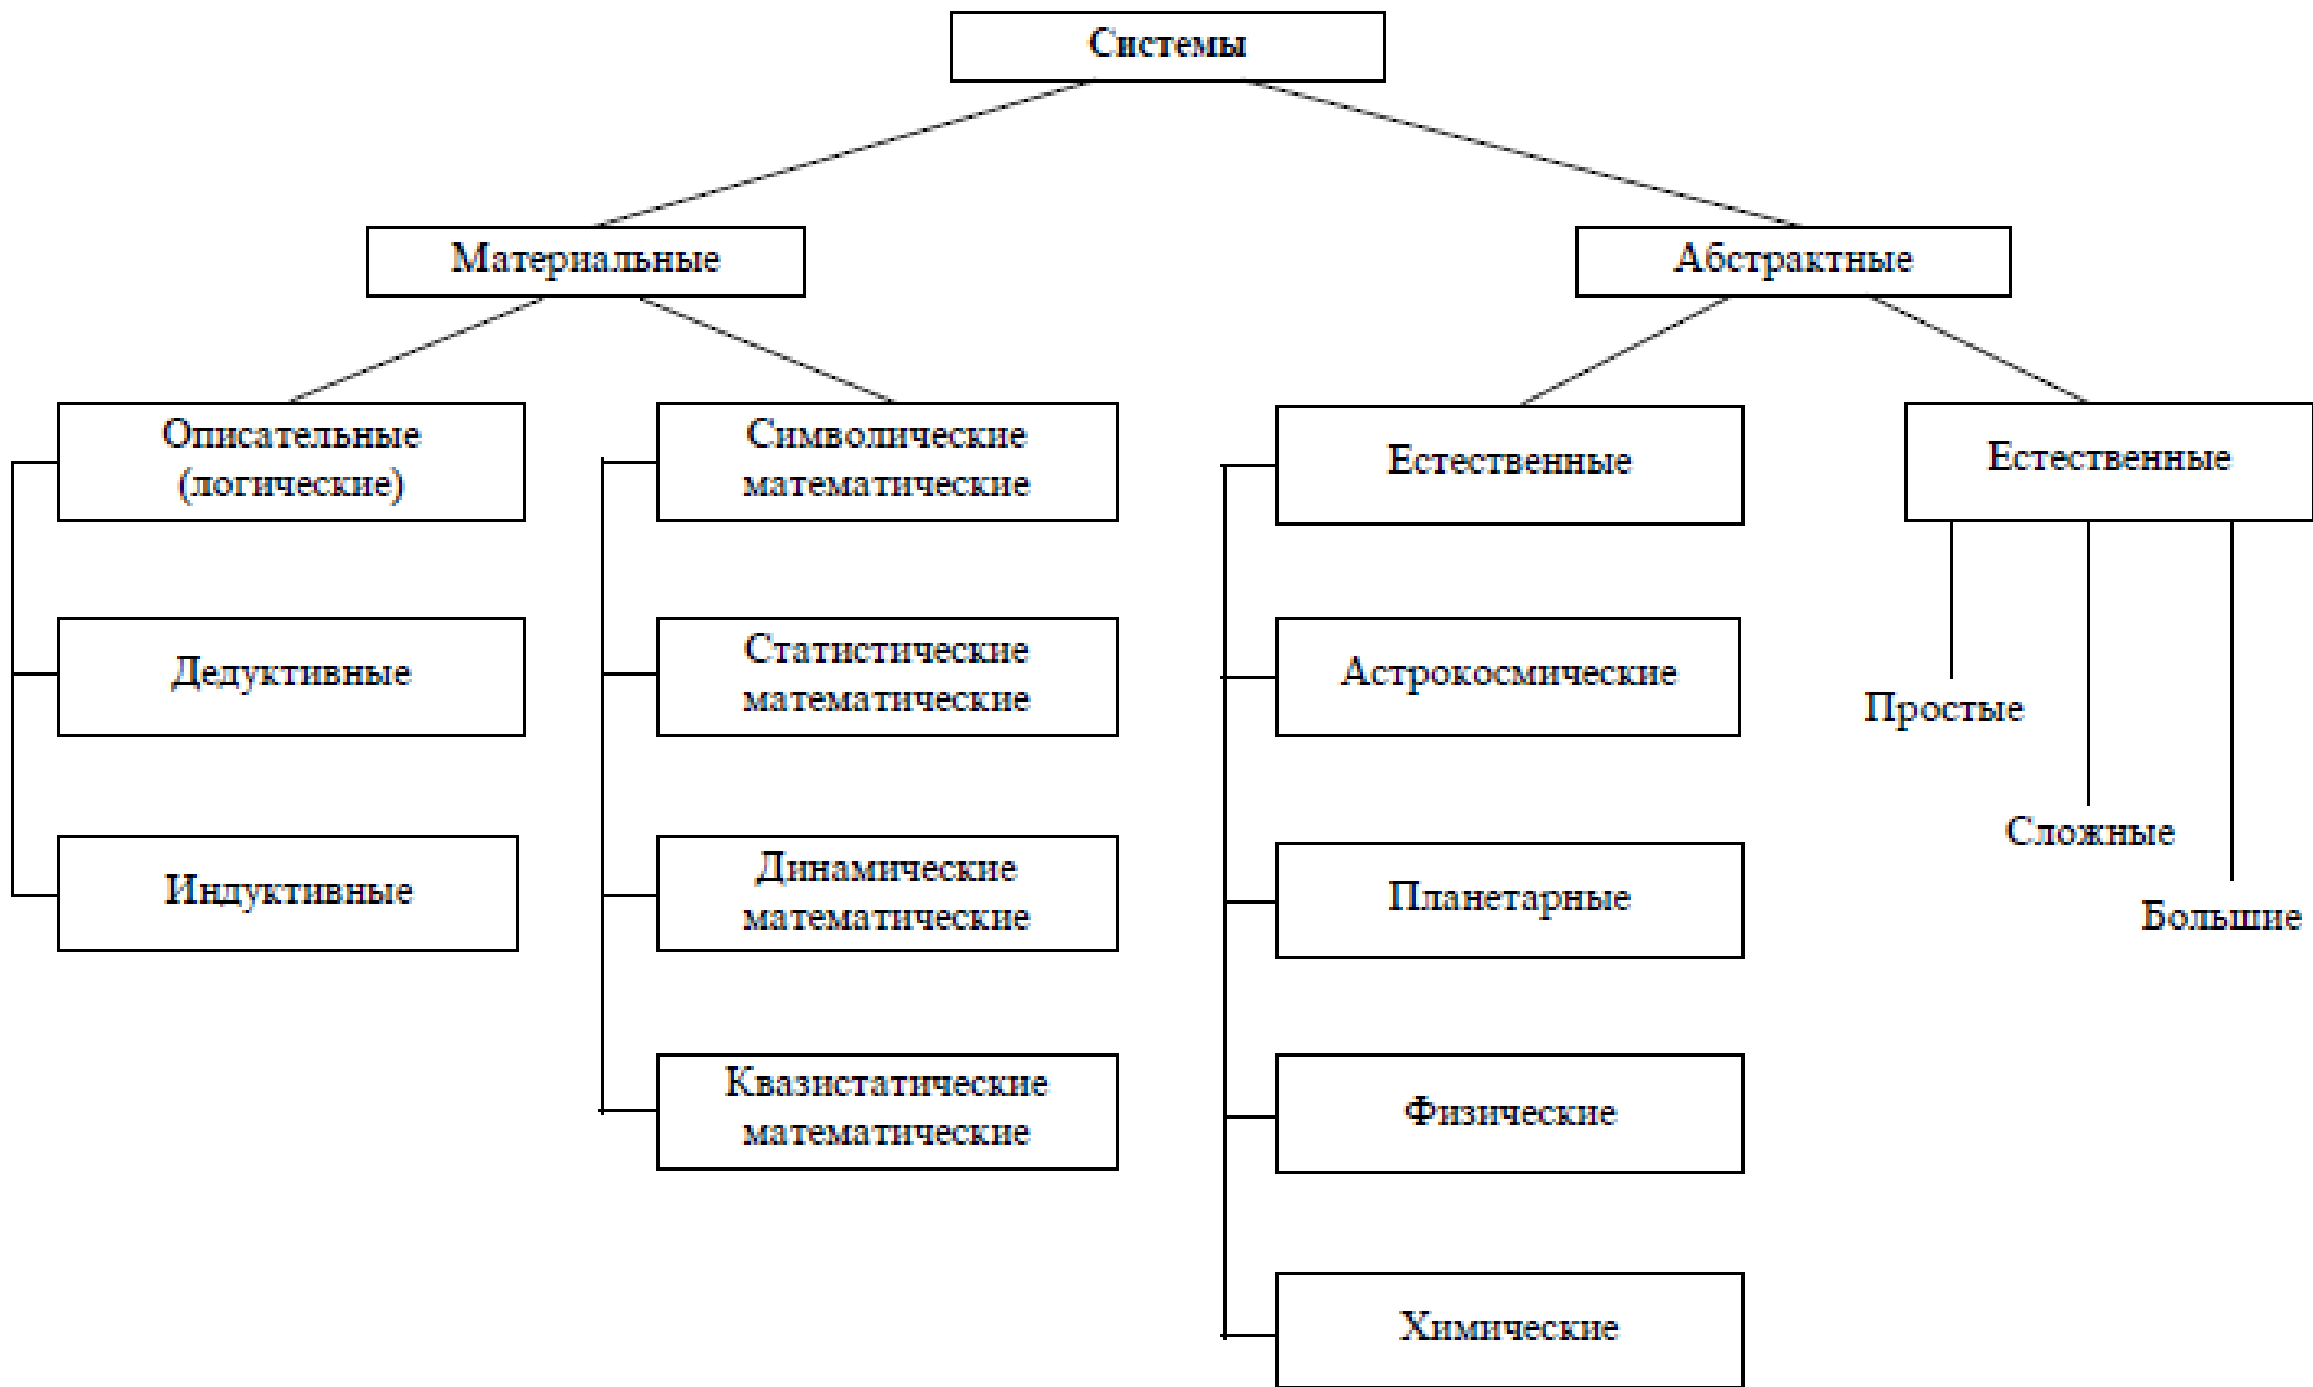 Системы
Материальные
Абстрактные
Описательные
(логические)
Символические
математические
Естественные
Естественные
Дедуктивные
Статистические
математические
Астрокосмические
Простые
Индуктивные
Динамические
математические
Планетарные
Сложные
Большие
Квазистатические
математические
Физические
Химические